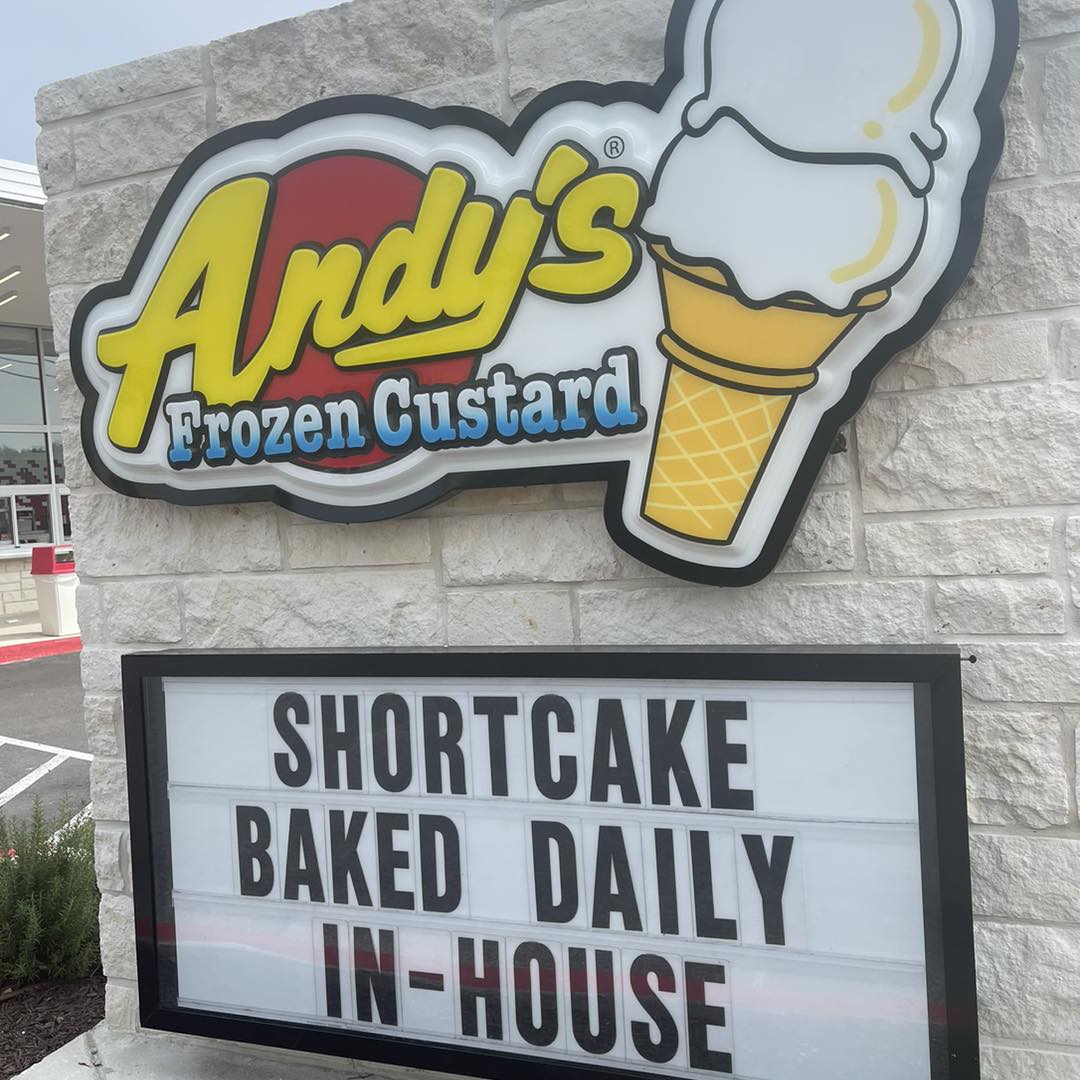 Andy's®
Frozen Custard
SHORTCAKE
BAKED DAILY
IN-HOUSE